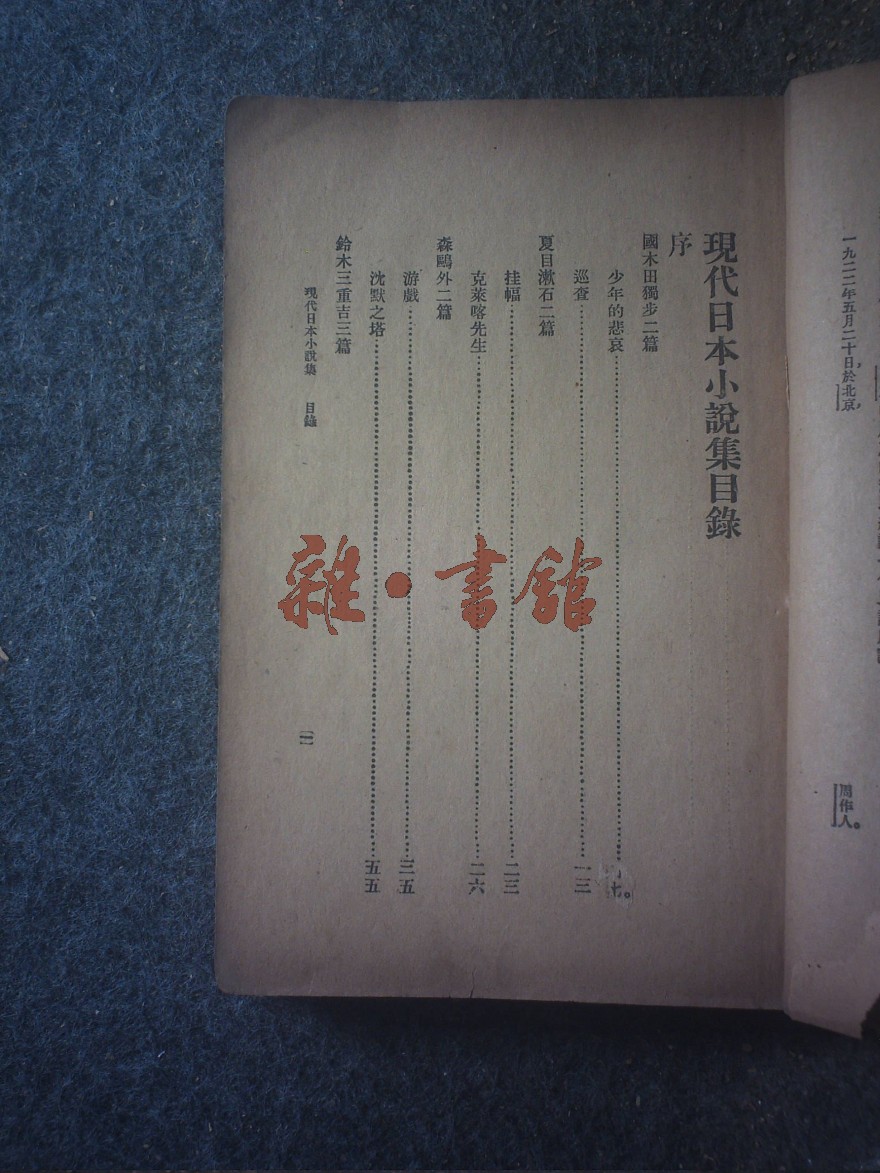 一九二二年五月二十日，於北京，
周作人。
現代日本小說集目錄
序
國木田獨步二篇
少年的悲哀
巡查……一三
夏目漱石二篇
挂幅……二三
克萊喀先生……二六
森鷗外二篇
游戲……三五
沈默之塔……五五
鈴木三重吉三篇
現代日本小說集 目錄
一
雜·書館